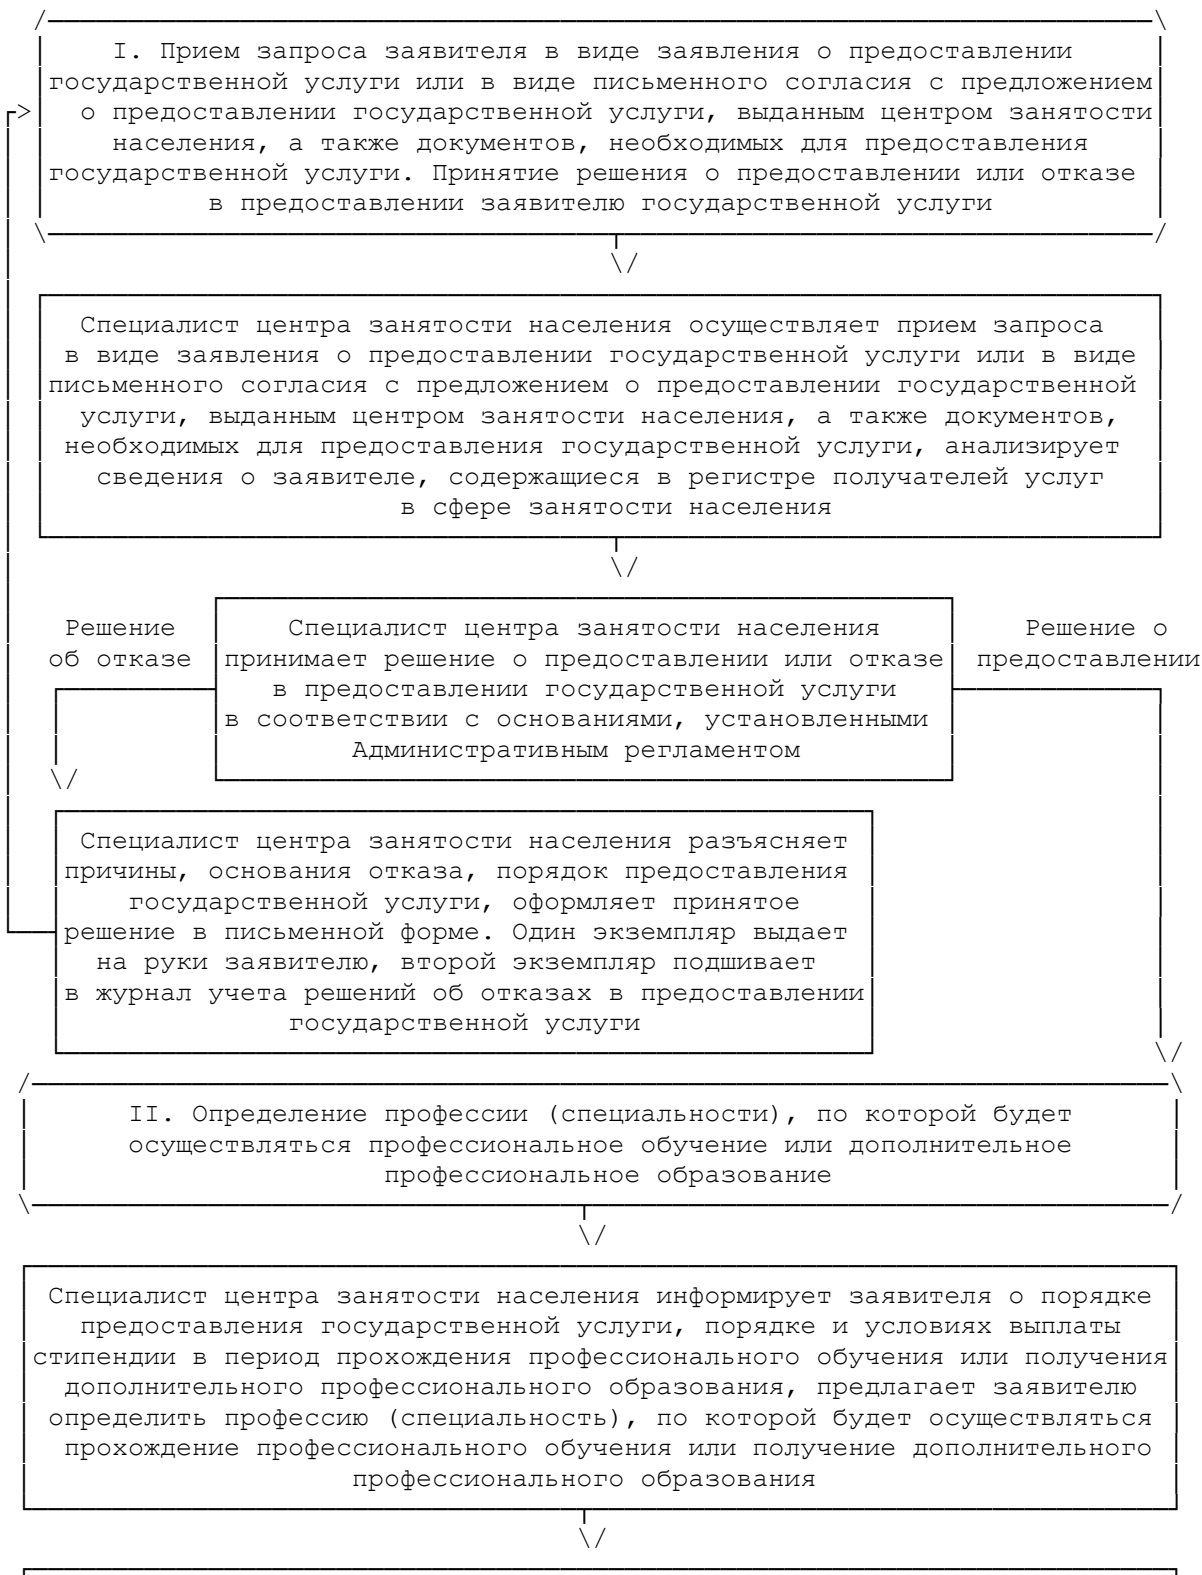 I. Прием запроса заявителя в виде заявления о предоставлении
государственной услуги или в виде письменного согласия с предложением
о предоставлении государственной услуги, выданным центром занятости
населения, а также документов, необходимых для предоставления
государственной услуги. Принятие решения о предоставлении или отказе
в предоставлении заявителю государственной услуги
Специалист центра занятости населения осуществляет прием запроса
в виде заявления о предоставлении государственной услуги или в виде
письменного согласия с предложением о предоставлении государственной
услуги, выданным центром занятости населения, а также документов,
необходимых для предоставления государственной услуги, анализирует
сведения о заявителе, содержащиеся в регистре получателей услуг
в сфере занятости населения
Решение
об отказе
Специалист центра занятости населения
принимает решение о предоставлении или отказе
в предоставлении государственной услуги
в соответствии с основаниями, установленными
Административным регламентом
Решение о
предоставлении
Специалист центра занятости населения разъясняет
причины, основания отказа, порядок предоставления
государственной услуги, оформляет принятое
решение в письменной форме. Один экземпляр выдает
на руки заявителю, второй экземпляр подшивает
в журнал учета решений об отказах в предоставлении
государственной услуги
II. Определение профессии (специальности), по которой будет
осуществляться профессиональное обучение или дополнительное
профессиональное образование
Специалист центра занятости населения информирует заявителя о порядке
предоставления государственной услуги, порядке и условиях выплаты
стипендии в период прохождения профессионального обучения или получения
дополнительного профессионального образования, предлагает заявителю
определить профессию (специальность), по которой будет осуществляться
прохождение профессионального обучения или получение дополнительного
профессионального образования